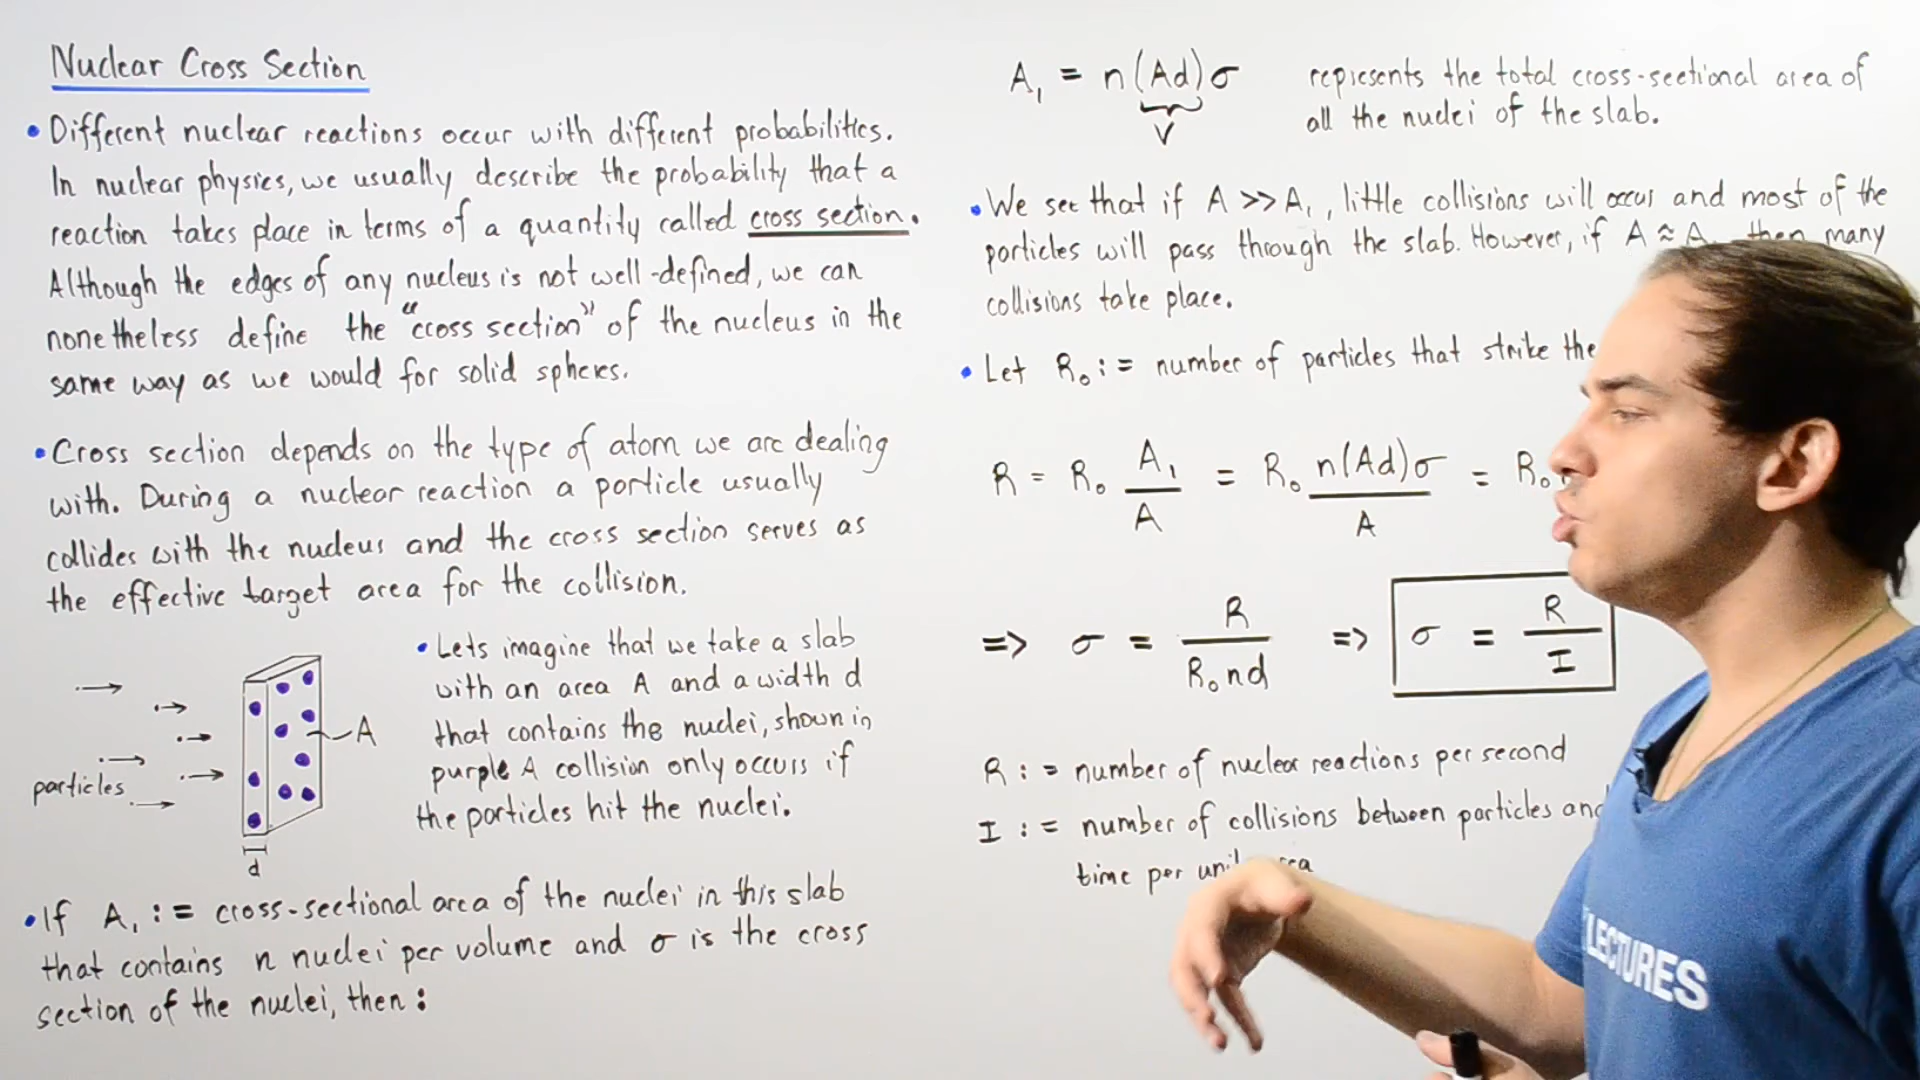 Nuclear Cross Section
• Different nuclear reactions occur with different probabilities.
In nuclear physics, we usually describe the probability that a
reaction takes place in terms of a quantity called cross section.
Although the edges of any nucleus is not well-defined, we can
nonetheless define the "cross section" of the nucleus in the
same way as we would for solid spheres.
• Cross section depends on the type of atom we are dealing
with. During a nuclear reaction a particle usually
collides with the nucleus and the cross section serves as
the effective target area for the collision.
particles
A
d
• Lets imagine that we take a slab
with an area A and a width d
that contains the nuclei, shown in
purple A collision only occurs if
the particles hit the nuclei.
• If A₁ := cross-sectional area of the nuclei in this slab
that contains n nuclei per volume and σ is the cross
section of the nuclei, then:
A₁ = n(Ad)σ
V
represents the total cross-sectional area of
all the nuclei of the slab.
• We see that if A >> A₁, little collisions will occur and most of the
particles will pass through the slab. However, if A ≈ A then many
collisions take place.
• Let R₀ := number of particles that strike the
R = R₀ A₁/A = R₀ n(Ad)σ/A = R₀
=> σ = R/R₀nd => σ = R/I
R := number of nuclear reactions per second
I := number of collisions between particles and
time per unit area
LECTURES